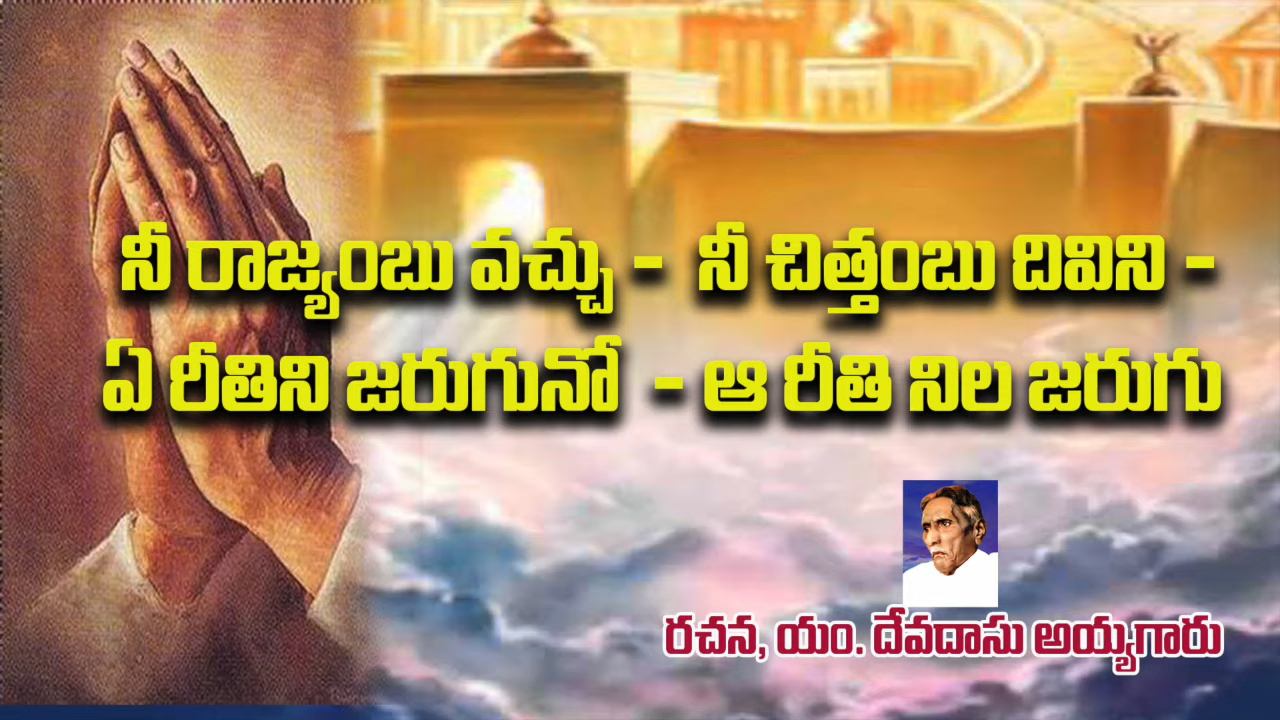 నీ రాజ్యంబు వచ్చు - నీ చిత్తంబు దివిని -
ఏ రీతిని జరుగునో - ఆ రీతి నిల జరుగు
రచన, యం. దేవదాసు అయ్యగారు